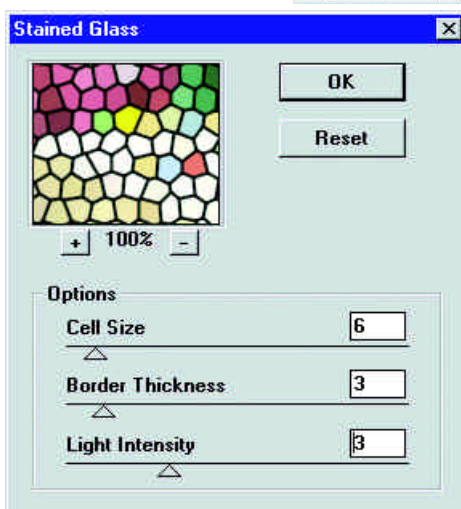 Stained Glass
OK
Reset
+ 100% -
Options
Cell Size 6
Border Thickness 3
Light Intensity 3